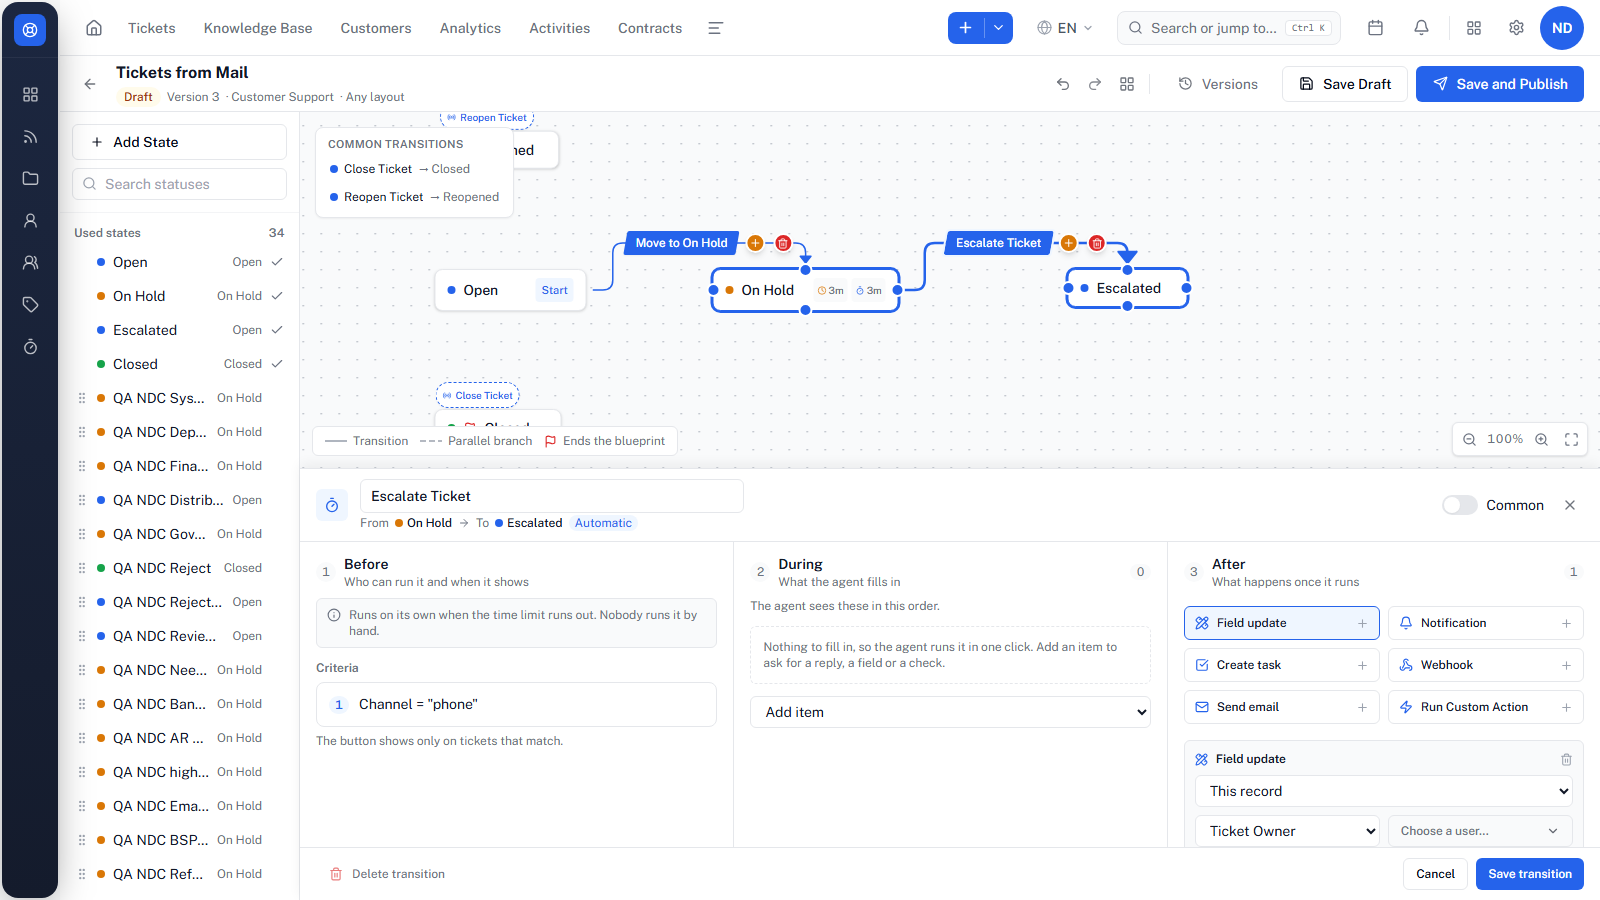 Tickets
Knowledge Base
Customers
Analytics
Activities
Contracts
EN
Search or jump to...
Ctrl K
ND
Tickets from Mail
Draft
Version 3 · Customer Support · Any layout
Versions
Save Draft
Save and Publish
Add State
Search statuses
Used states 34
Open Open
On Hold On Hold
Escalated Open
Closed Closed
QA NDC Sys... On Hold
QA NDC Dep... On Hold
QA NDC Fina... On Hold
QA NDC Distrib... Open
QA NDC Gov... On Hold
QA NDC Reject Closed
QA NDC Reject... Open
QA NDC Revie... Open
QA NDC Nee... On Hold
QA NDC Ban... On Hold
QA NDC AR ... On Hold
QA NDC high... On Hold
QA NDC Ema... On Hold
QA NDC BSP... On Hold
QA NDC Ref... On Hold
Reopen Ticket
COMMON TRANSITIONS
Close Ticket → Closed
Reopen Ticket → Reopened
Move to On Hold
Escalate Ticket
Open Start
On Hold 3m 3m
Escalated
Close Ticket
Transition
Parallel branch
Ends the blueprint
100%
Escalate Ticket
From On Hold → To Escalated Automatic
Common
1 Before
Who can run it and when it shows
Runs on its own when the time limit runs out. Nobody runs it by
hand.
Criteria
1 Channel = "phone"
The button shows only on tickets that match.
2 During 0
What the agent fills in
The agent sees these in this order.
Nothing to fill in, so the agent runs it in one click. Add an item to
ask for a reply, a field or a check.
Add item
3 After 1
What happens once it runs
Field update
Notification
Create task
Webhook
Send email
Run Custom Action
Field update
This record
Ticket Owner
Choose a user...
Delete transition
Cancel
Save transition